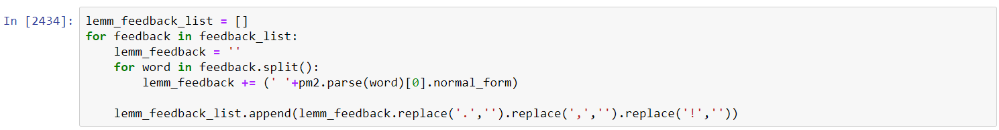 In [2434]: lemm_feedback_list = []
for feedback in feedback_list:
    lemm_feedback = ''
    for word in feedback.split():
        lemm_feedback += (' '+pm2.parse(word)[0].normal_form)
    lemm_feedback_list.append(lemm_feedback.replace('.','').replace(',','').replace('!',''))